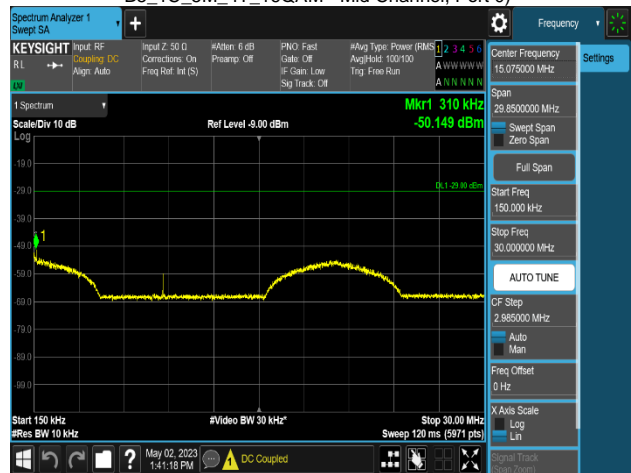 Spectrum Analyzer 1
Swept SA
Frequency
KEYSIGHT
Input: RF
Coupling: DC
Align: Auto
Input Z: 50 Ω
Corrections: On
Freq Ref: Int (S)
#Atten: 6 dB
Preamp: Off
PNO: Fast
Gate: Off
IF Gain: Low
Sig Track: Off
#Avg Type: Power (RMS
Avg|Hold: 100/100
Trig: Free Run
1 2 3 4 5 6
A W W W W W
A N N N N N
RL
LV
1 Spectrum
Mkr1 310 kHz
Scale/Div 10 dB
Ref Level -9.00 dBm
-50.149 dBm
Log
-19.0
DL1 -29.00 dBm
-29.0
-39.0
1
-49.0
-59.0
-69.0
-79.0
-89.0
-99.0
Start 150 kHz
#Video BW 30 kHz*
Stop 30.00 MHz
#Res BW 10 kHz
Sweep 120 ms (5971 pts)
Center Frequency
15.075000 MHz
Settings
Span
29.8500000 MHz
Swept Span
Zero Span
Full Span
Start Freq
150.000 kHz
Stop Freq
30.000000 MHz
AUTO TUNE
CF Step
2.985000 MHz
Auto
Man
Freq Offset
0 Hz
X Axis Scale
Log
Lin
Signal Track
(Span Zoom)
?
May 02, 2023
1:41:18 PM
DC Coupled